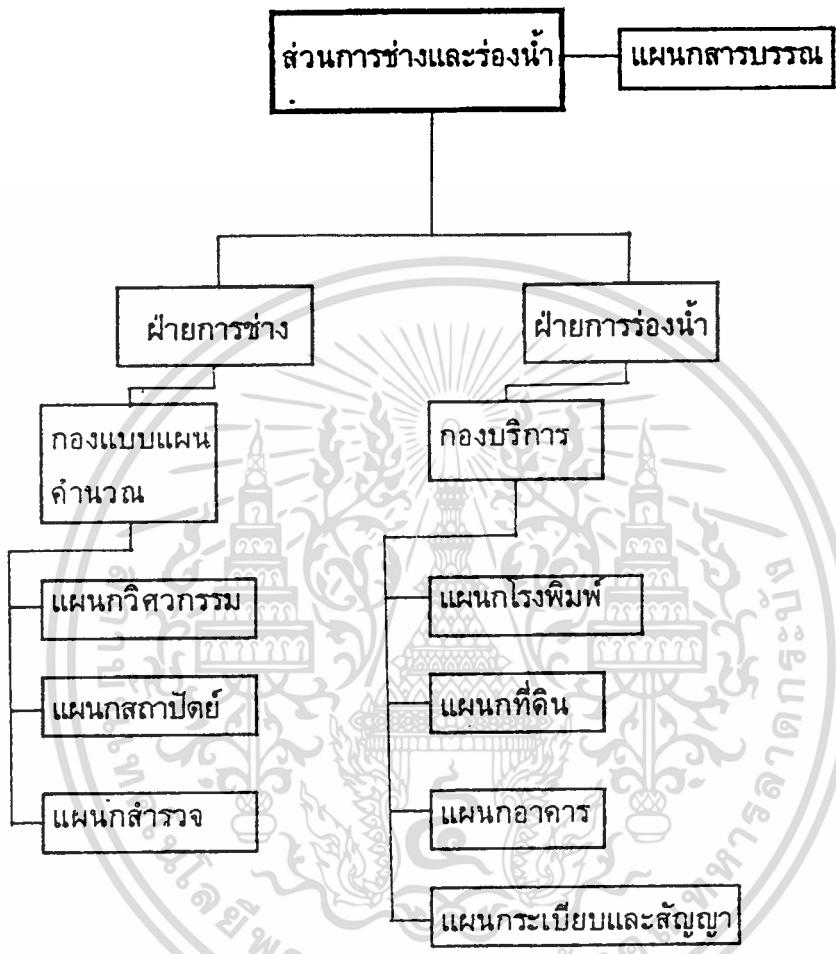 ส่วนการช่างและร่องน้ำ
แผนกสารบรรณ
ฝ่ายการช่าง
ฝ่ายการร่องน้ำ
กองแบบแผน
คำนวณ
กองบริการ
แผนกวิศวกรรม
แผนกโรงพิมพ์
แผนกสถาปัตย์
แผนกที่ดิน
แผนกสำรวจ
แผนกอาคาร
แผนกระเบียบและสัญญา